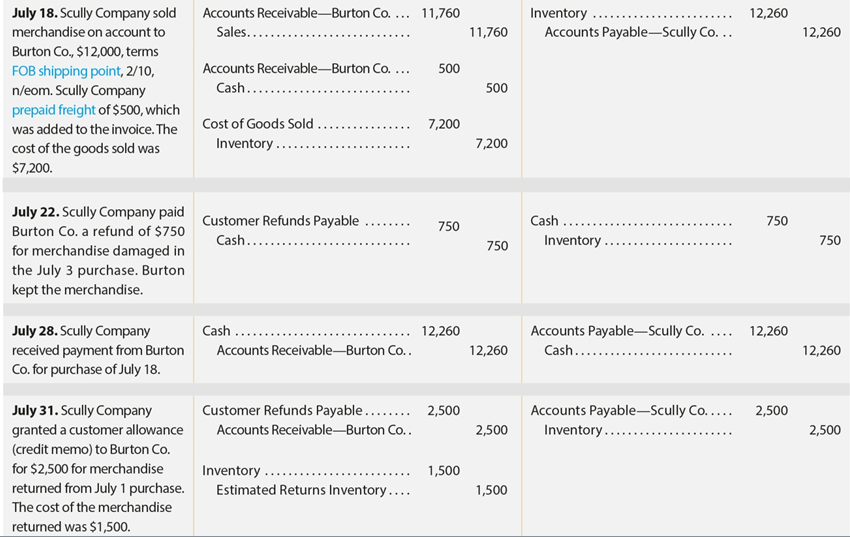 July 18. Scully Company sold
merchandise on account to
Burton Co., $12,000, terms
FOB shipping point, 2/10,
n/eom. Scully Company
prepaid freight of $500, which
was added to the invoice. The
cost of the goods sold was
$7,200.
Accounts Receivable—Burton Co. ... 11,760
Sales............................. 11,760
Accounts Receivable—Burton Co. ... 500
Cash............................. 500
Cost of Goods Sold ................. 7,200
Inventory ........................ 7,200
Inventory ............................ 12,260
Accounts Payable—Scully Co. .. 12,260
July 22. Scully Company paid
Burton Co. a refund of $750
for merchandise damaged in
the July 3 purchase. Burton
kept the merchandise.
Customer Refunds Payable ........ 750
Cash............................. 750
Cash .................................. 750
Inventory ........................ 750
July 28. Scully Company
received payment from Burton
Co. for purchase of July 18.
Cash .................................. 12,260
Accounts Receivable—Burton Co.. 12,260
Accounts Payable—Scully Co. .... 12,260
Cash............................. 12,260
July 31. Scully Company
granted a customer allowance
(credit memo) to Burton Co.
for $2,500 for merchandise
returned from July 1 purchase.
The cost of the merchandise
returned was $1,500.
Customer Refunds Payable ........ 2,500
Accounts Receivable—Burton Co.. 2,500
Inventory ............................ 1,500
Estimated Returns Inventory .... 1,500
Accounts Payable—Scully Co. .... 2,500
Inventory ........................ 2,500